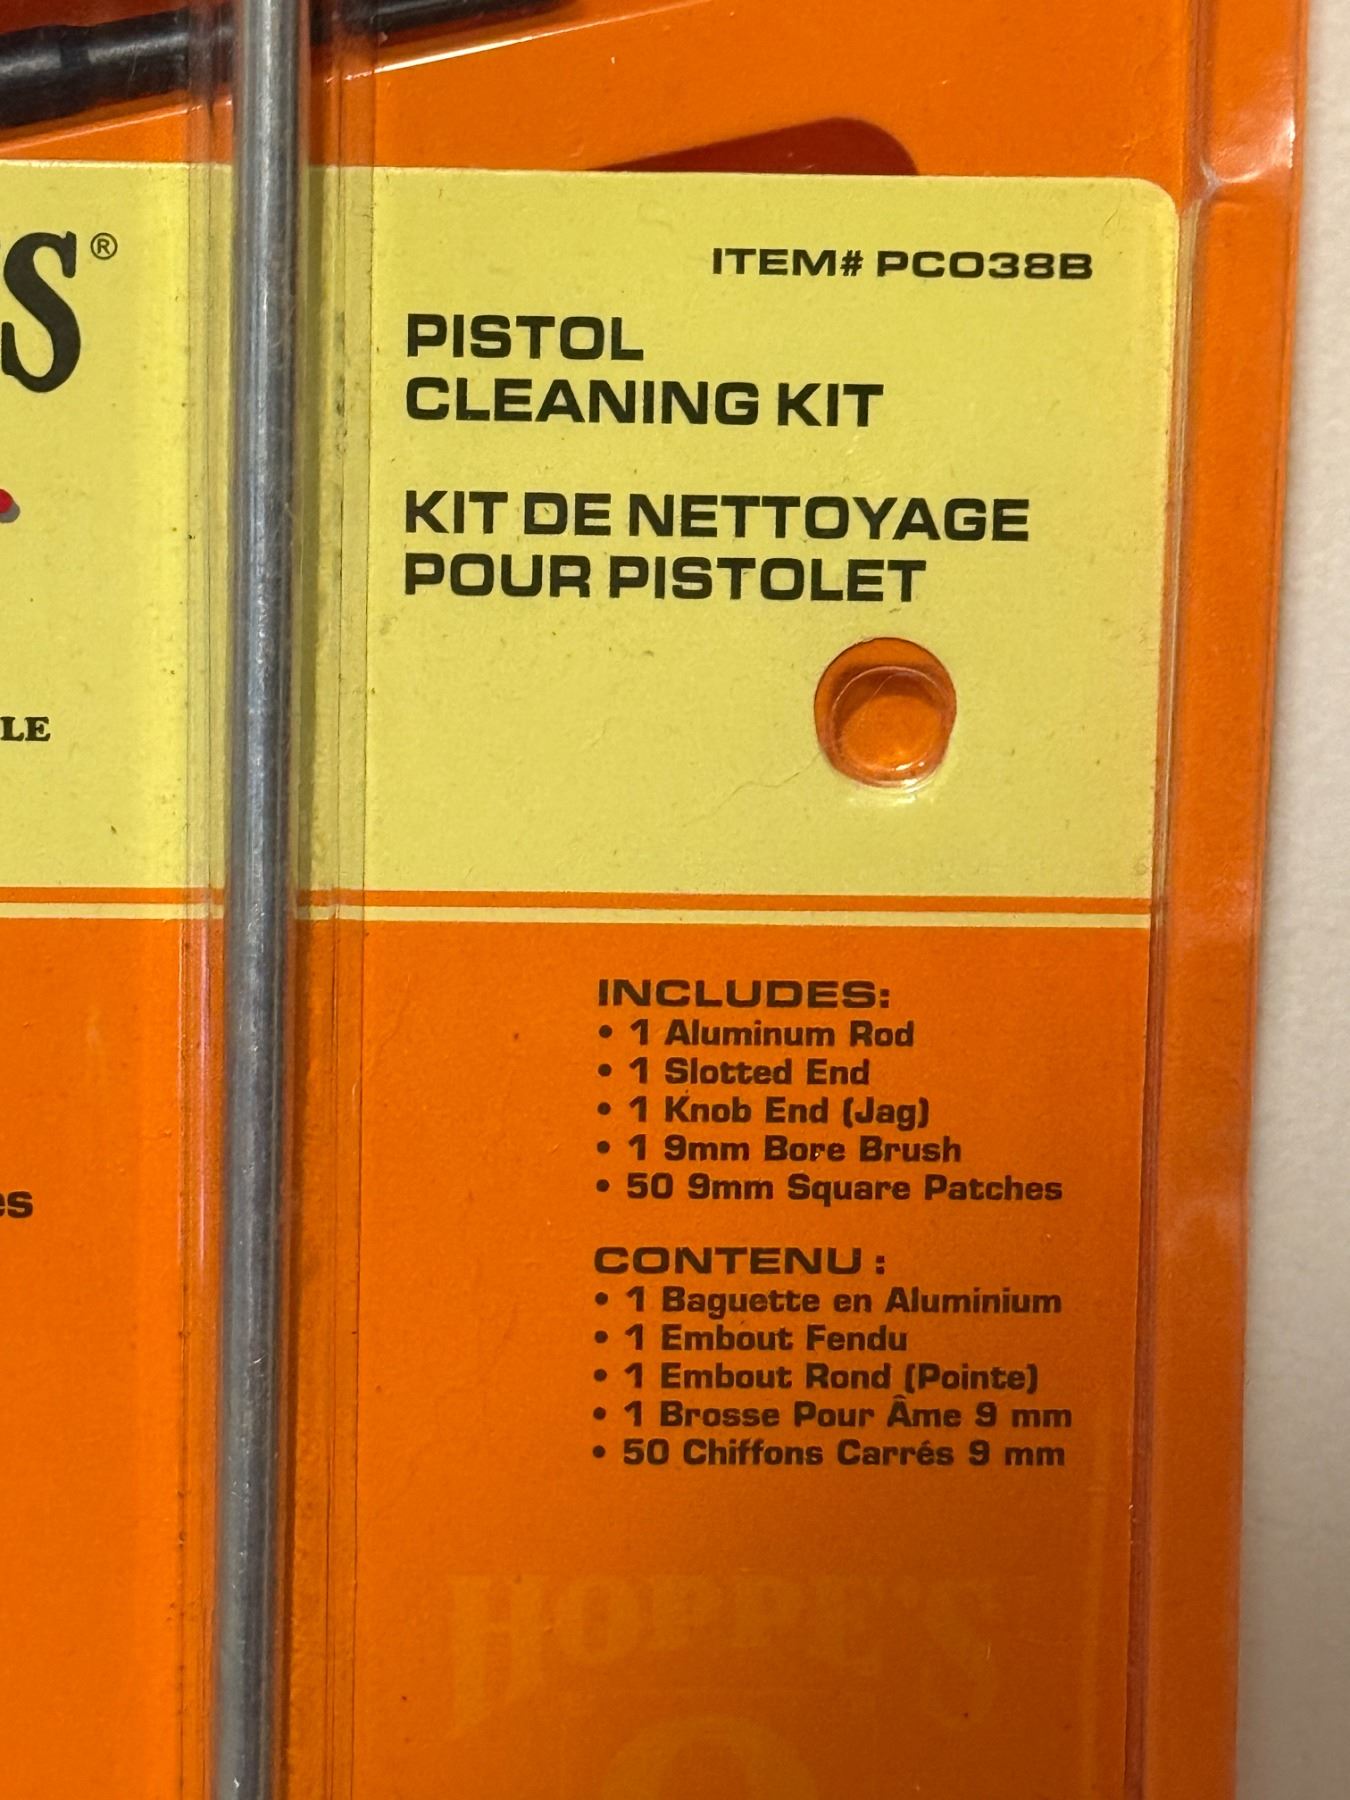 ITEM# PCO38B
PISTOL
CLEANING KIT
KIT DE NETTOYAGE
POUR PISTOLET
INCLUDES:
• 1 Aluminum Rod
• 1 Slotted End
• 1 Knob End (Jag)
• 1 9mm Bore Brush
• 50 9mm Square Patches
CONTENU :
• 1 Baguette en Aluminium
• 1 Embout Fendu
• 1 Embout Rond (Pointe)
• 1 Brosse Pour Âme 9 mm
• 50 Chiffons Carrés 9 mm
HOPPE'S